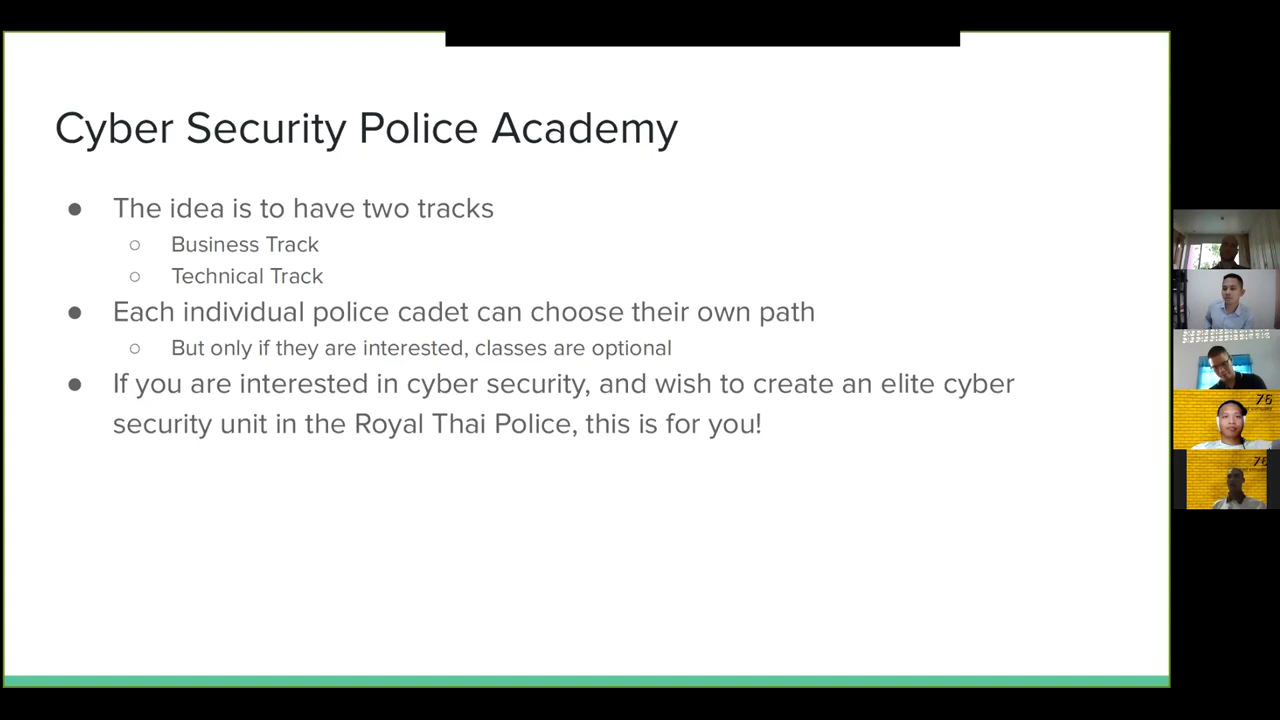 Cyber Security Police Academy
● The idea is to have two tracks
○ Business Track
○ Technical Track
● Each individual police cadet can choose their own path
○ But only if they are interested, classes are optional
● If you are interested in cyber security, and wish to create an elite cyber
security unit in the Royal Thai Police, this is for you!
76